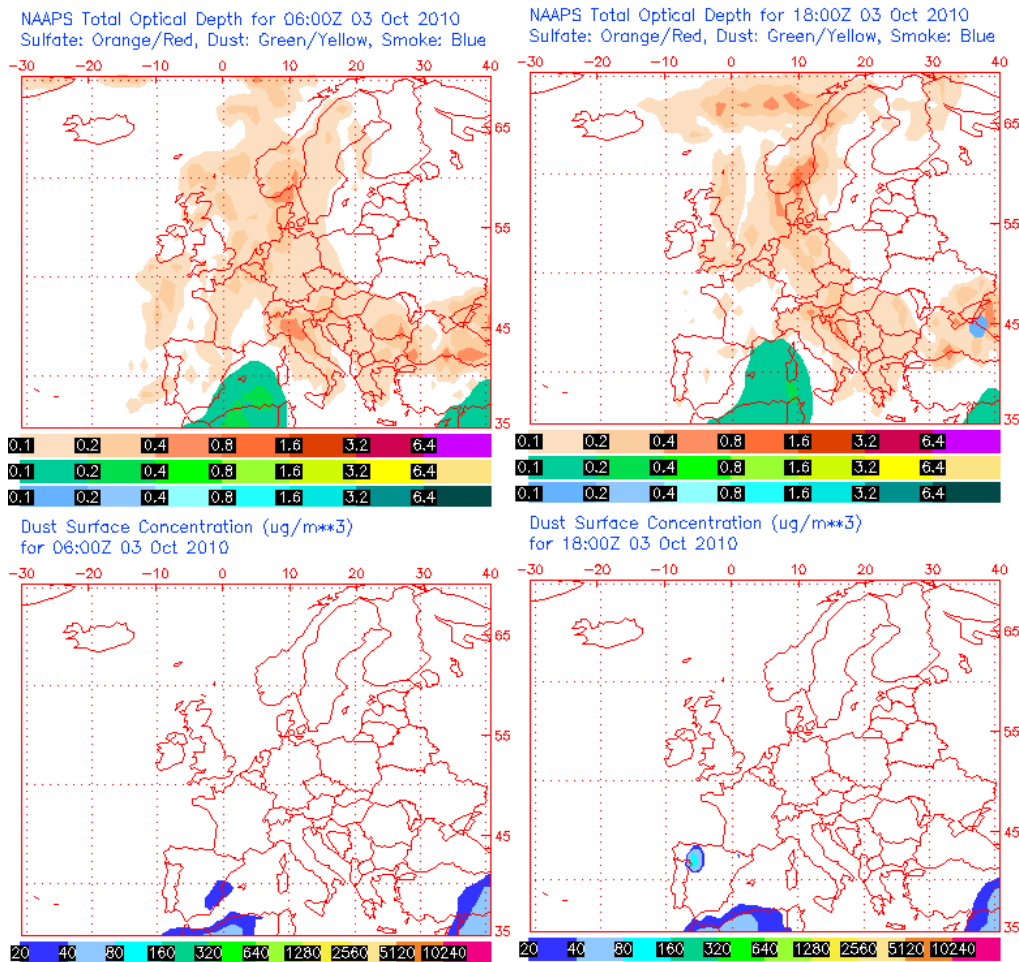 NAAPS Total Optical Depth for 06:00Z 03 Oct 2010
Sulfate: Orange/Red, Dust: Green/Yellow, Smoke: Blue
-30 -20 -10 0 10 20 30 40
65
55
45
35
0.1 0.2 0.4 0.8 1.6 3.2 6.4
0.1 0.2 0.4 0.8 1.6 3.2 6.4
0.1 0.2 0.4 0.8 1.6 3.2 6.4
NAAPS Total Optical Depth for 18:00Z 03 Oct 2010
Sulfate: Orange/Red, Dust: Green/Yellow, Smoke: Blue
-30 -20 -10 0 10 20 30 40
65
55
45
35
0.1 0.2 0.4 0.8 1.6 3.2 6.4
0.1 0.2 0.4 0.8 1.6 3.2 6.4
0.1 0.2 0.4 0.8 1.6 3.2 6.4
Dust Surface Concentration (ug/m**3)
for 06:00Z 03 Oct 2010
-30 -20 -10 0 10 20 30 40
65
55
45
35
20 40 80 160 320 640 1280 2560 5120 10240
Dust Surface Concentration (ug/m**3)
for 18:00Z 03 Oct 2010
-30 -20 -10 0 10 20 30 40
65
55
45
35
20 40 80 160 320 640 1280 2560 5120 10240